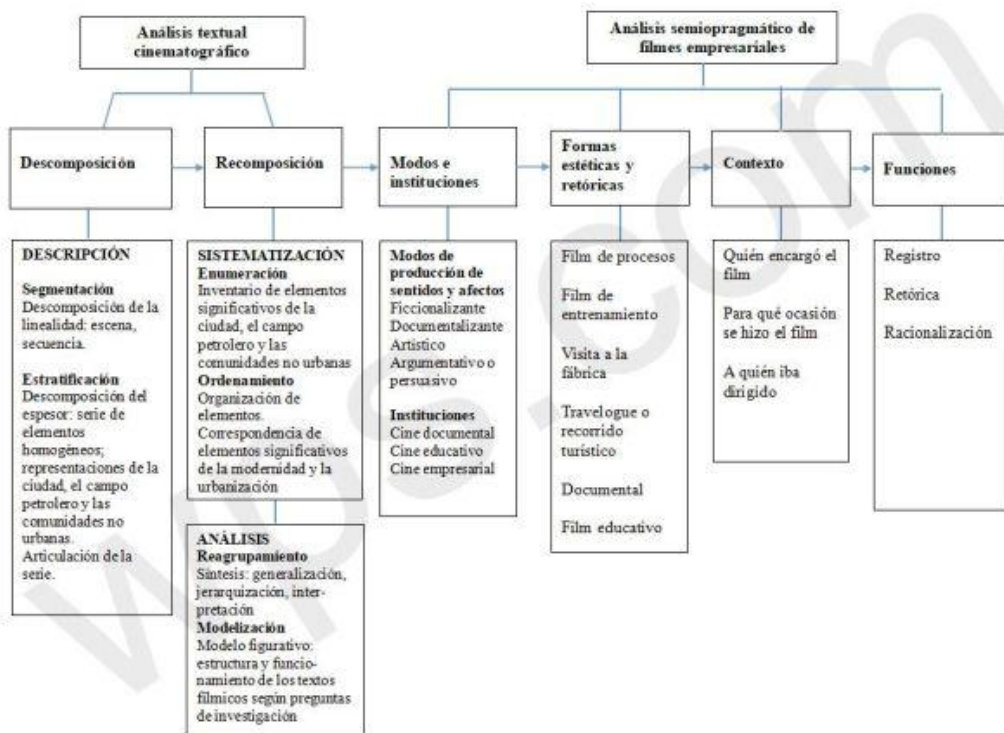 Análisis textual
cinematográfico
Análisis semiopragmático de
filmes empresariales
Descomposición
Recomposición
Modos e
instituciones
Formas
estéticas y
retóricas
Contexto
Funciones
DESCRIPCIÓN
Segmentación
Descomposición de la
linealidad: escena,
secuencia.
Estratificación
Descomposición del
espesor: serie de
elementos
homogéneos;
representaciones de la
ciudad, el campo
petrolero y las
comunidades no
urbanas.
Articulación de la
serie.
SISTEMATIZACIÓN
Enumeración
Inventario de elementos
significativos de la
ciudad, el campo
petrolero y las
comunidades no urbanas
Ordenamiento
Organización de
elementos.
Correspondencia de
elementos significativos
de la modernidad y la
urbanización
ANÁLISIS
Reagrupamiento
Síntesis: generalización,
jerarquización, inter-
pretación
Modelización
Modelo figurativo:
estructura y funcio-
namiento de los textos
fílmicos según preguntas
de investigación
Modos de
producción de
sentidos y afectos
Ficcionalizante
Documentalizante
Artístico
Argumentativo o
persuasivo
Instituciones
Cine documental
Cine educativo
Cine empresarial
Film de procesos
Film de
entrenamiento
Visita a la
fábrica
Travelogue o
recorrido
turístico
Documental
Film educativo
Quién encargó el
film
Para qué ocasión
se hizo el film
A quién iba
dirigido
Registro
Retórica
Racionalización
wps.com